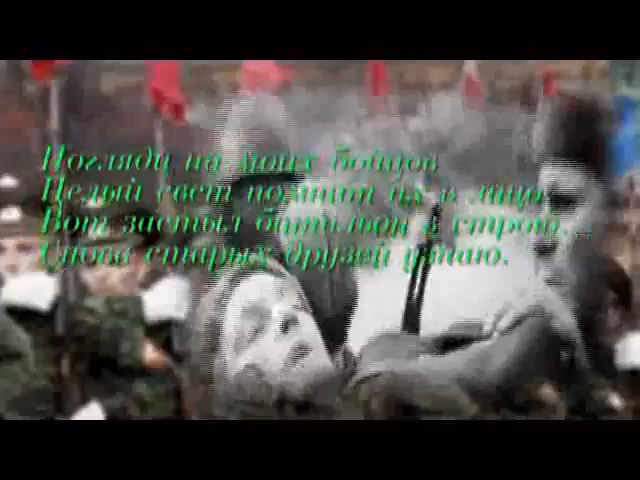 Погляди на моих бойцов
Целый свет помнит их в лицо
Вот застыл батальон в строю...
Снова старых друзей узнаю.